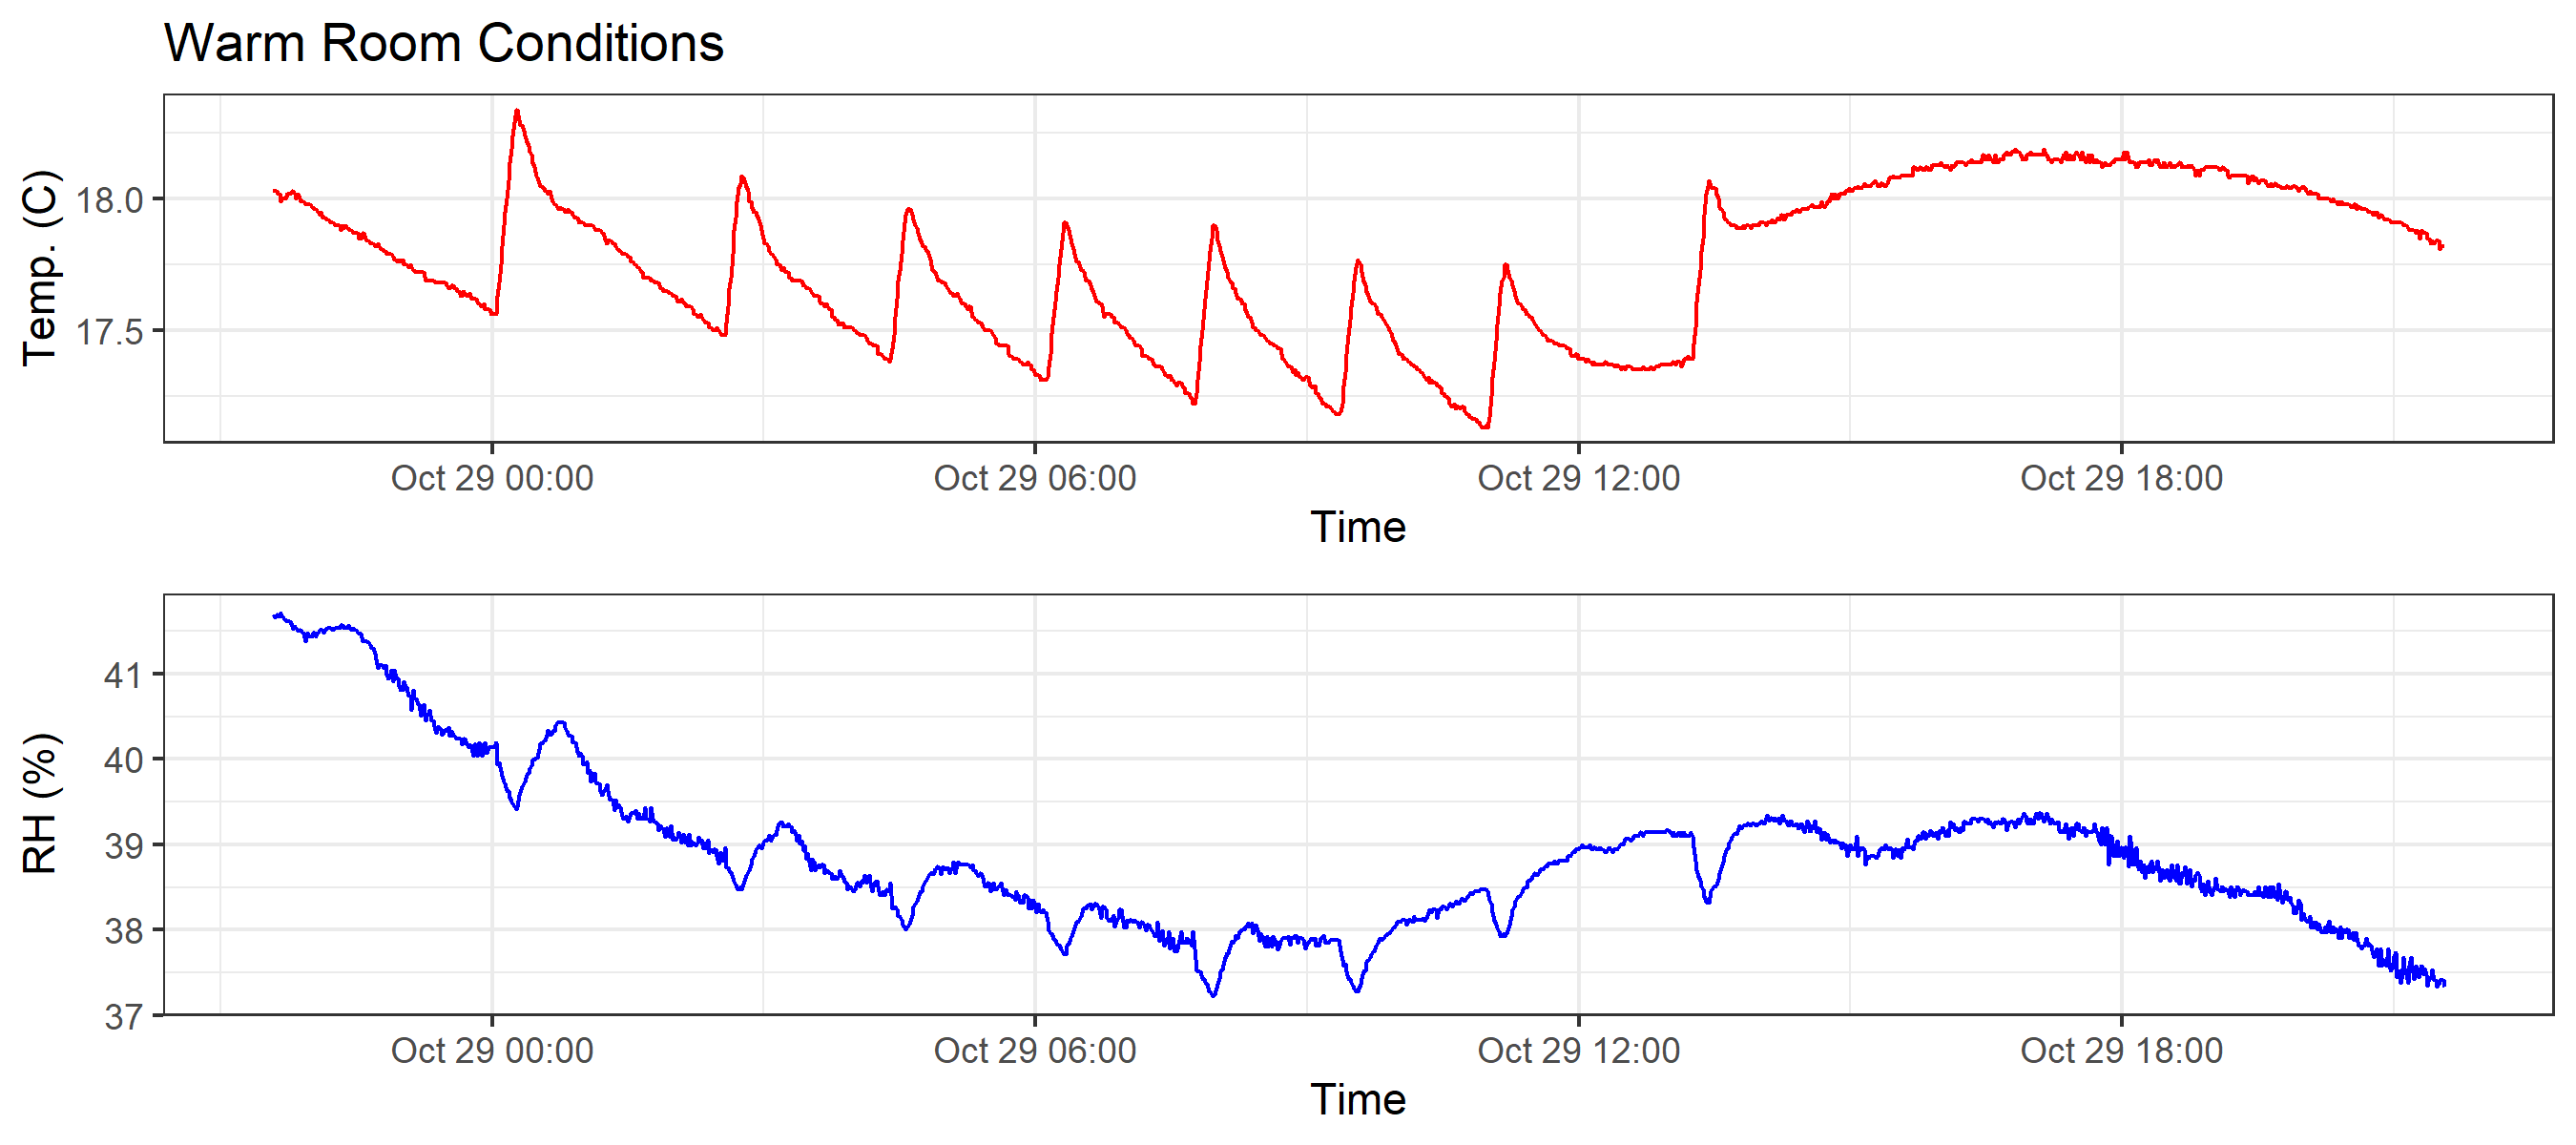 Warm Room Conditions
Temp. (C)
18.0
17.5
Oct 29 00:00 Oct 29 06:00 Oct 29 12:00 Oct 29 18:00
Time
RH (%)
41
40
39
38
37
Oct 29 00:00 Oct 29 06:00 Oct 29 12:00 Oct 29 18:00
Time